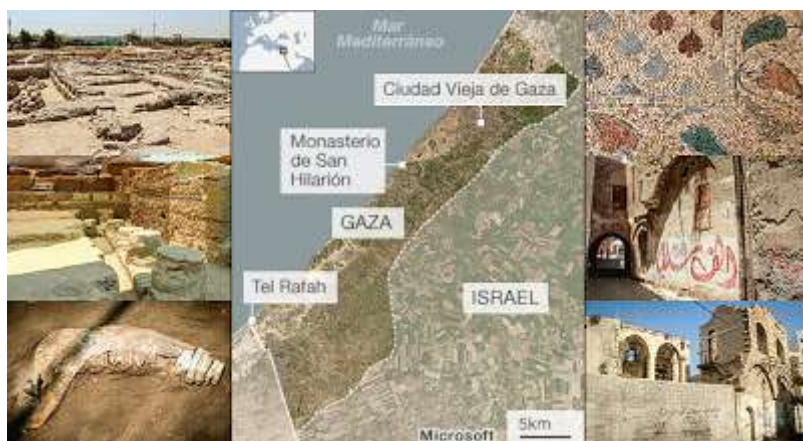 Mar
Mediterráneo
Ciudad Vieja de Gaza
Monasterio
de San
Hilarión
GAZA
Tel Rafah
ISRAEL
Microsoft
5km